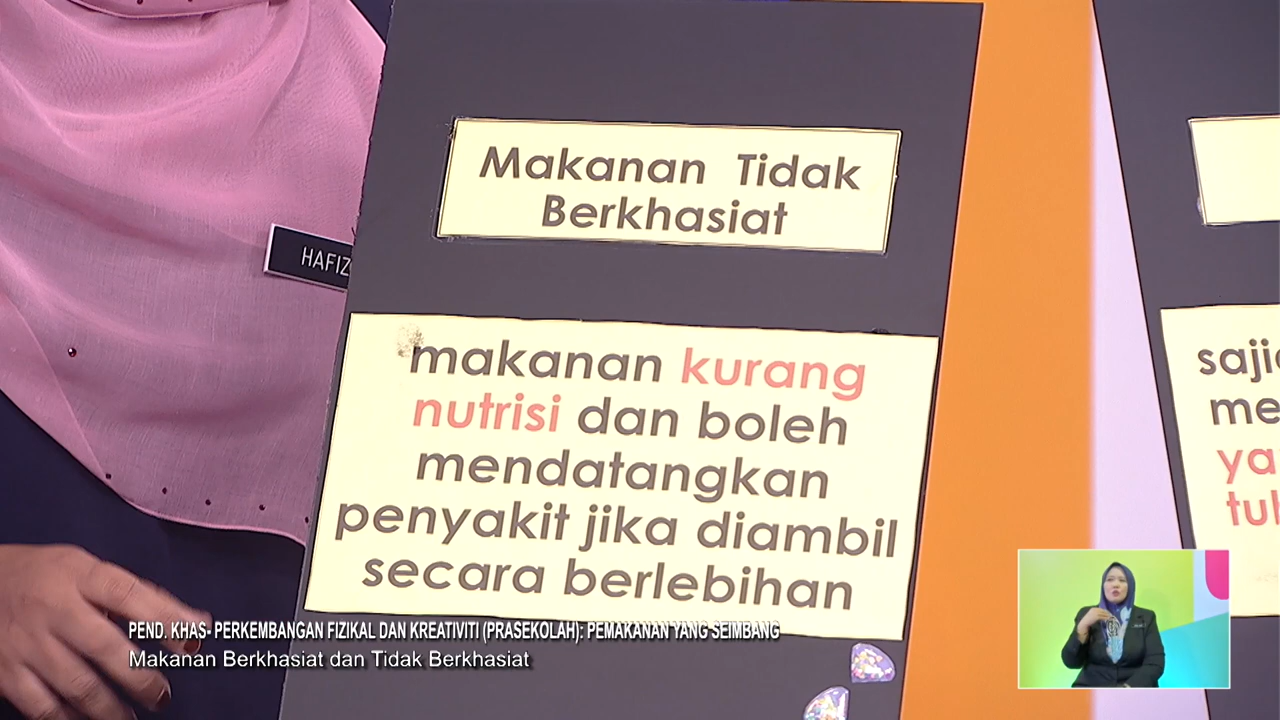 Makanan Tidak
Berkhasiat
HAFIZ
makanan kurang
nutrisi dan boleh
mendatangkan
penyakit jika diambil
secara berlebihan
PEND. KHAS- PERKEMBANGAN FIZIKAL DAN KREATIVITI (PRASEKOLAH): PEMAKANAN YANG SEIMBANG
Makanan Berkhasiat dan Tidak Berkhasiat